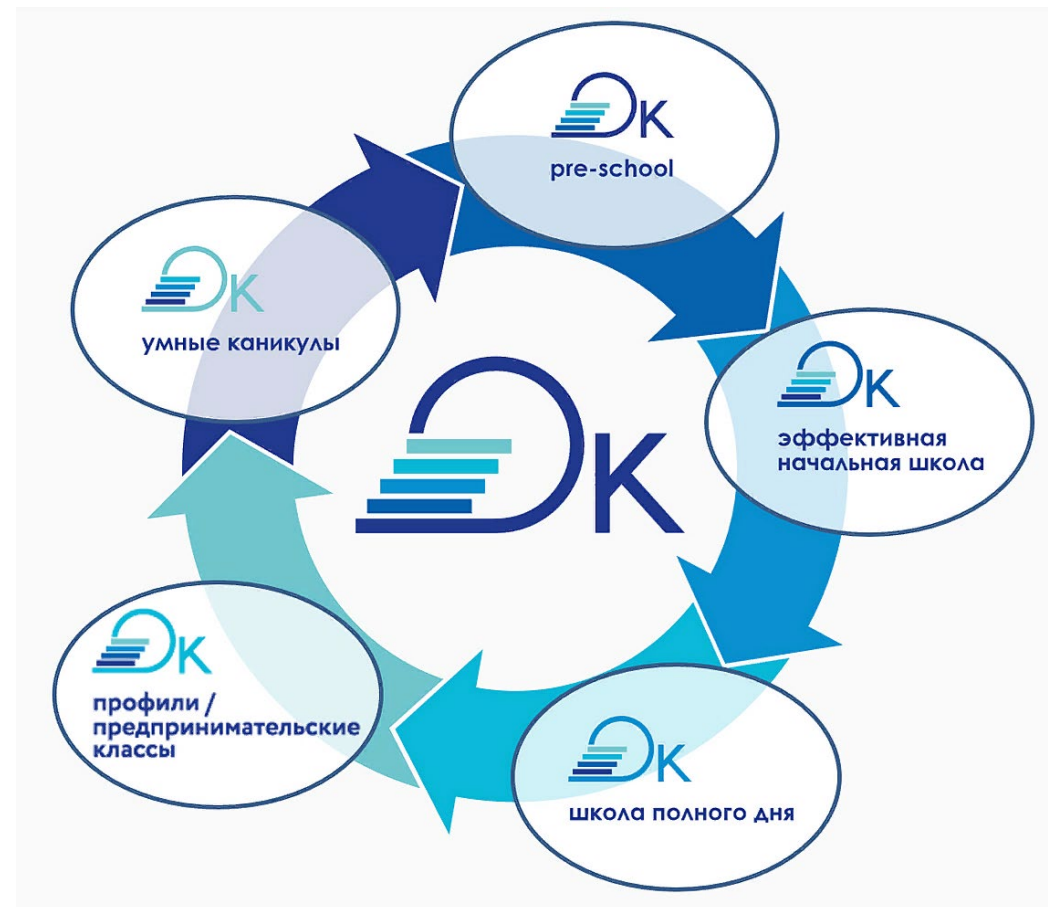 ЭК
pre-school
ЭК
эффективная
начальная школа
ЭК
школа полного дня
ЭК
профили /
предпринимательские
классы
ЭК
умные каникулы
ЭК